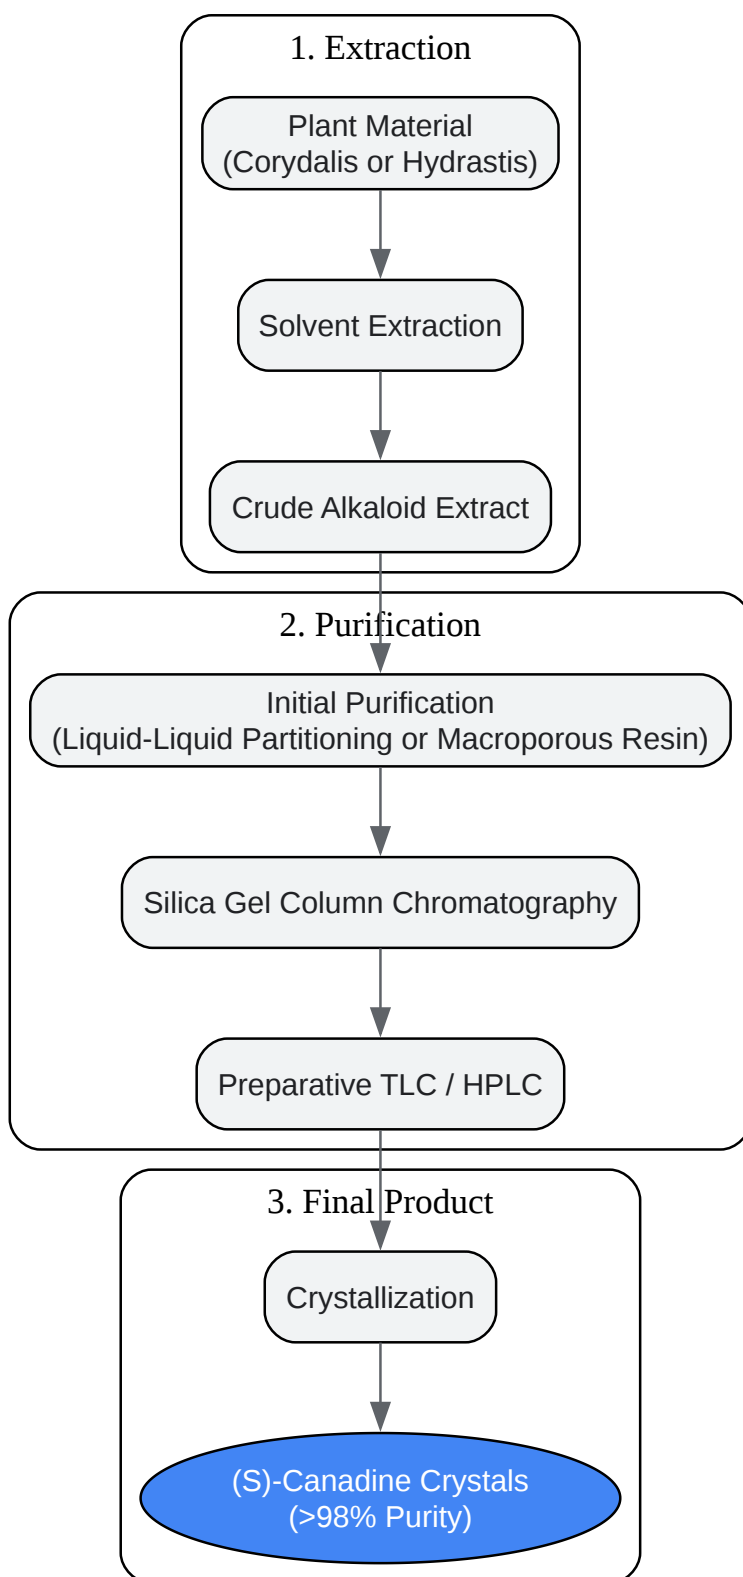 1. Extraction
Plant Material
(Corydalis or Hydrastis)
Solvent Extraction
Crude Alkaloid Extract
2. Purification
Initial Purification
(Liquid-Liquid Partitioning or Macroporous Resin)
Silica Gel Column Chromatography
Preparative TLC / HPLC
3. Final Product
Crystallization
(S)-Canadine Crystals
(>98% Purity)